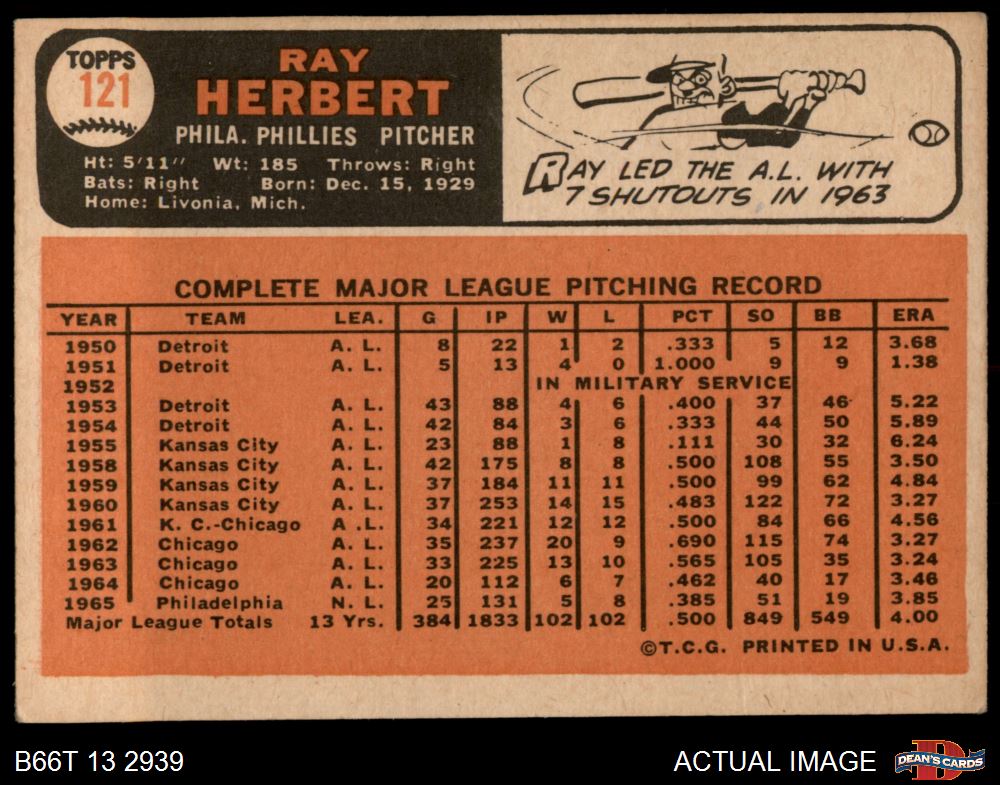 TOPPS
121
RAY
HERBERT
PHILA. PHILLIES PITCHER
Ht: 5'11" Wt: 185 Throws: Right
Bats: Right Born: Dec. 15, 1929
Home: Livonia, Mich.
RAY LED THE A.L. WITH
7 SHUTOUTS IN 1963
COMPLETE MAJOR LEAGUE PITCHING RECORD
YEAR TEAM LEA. G IP W L PCT SO BB ERA
1950 Detroit A. L. 8 22 1 2 .333 5 12 3.68
1951 Detroit A. L. 5 13 4 0 1.000 9 9 1.38
1952 IN MILITARY SERVICE
1953 Detroit A. L. 43 88 4 6 .400 37 46 5.22
1954 Detroit A. L. 42 84 3 6 .333 44 50 5.89
1955 Kansas City A. L. 23 88 1 8 .111 30 32 6.24
1958 Kansas City A. L. 42 175 8 8 .500 108 55 3.50
1959 Kansas City A. L. 37 184 11 11 .500 99 62 4.84
1960 Kansas City A. L. 37 253 14 15 .483 122 72 3.27
1961 K. C.-Chicago A .L. 34 221 12 12 .500 84 66 4.56
1962 Chicago A. L. 35 237 20 9 .690 115 74 3.27
1963 Chicago A. L. 33 225 13 10 .565 105 35 3.24
1964 Chicago A. L. 20 112 6 7 .462 40 17 3.46
1965 Philadelphia N. L. 25 131 5 8 .385 51 19 3.85
Major League Totals 13 Yrs. 384 1833 102 102 .500 849 549 4.00
©T.C.G. PRINTED IN U.S.A.
B66T 13 2939 ACTUAL IMAGE DEAN'S CARDS